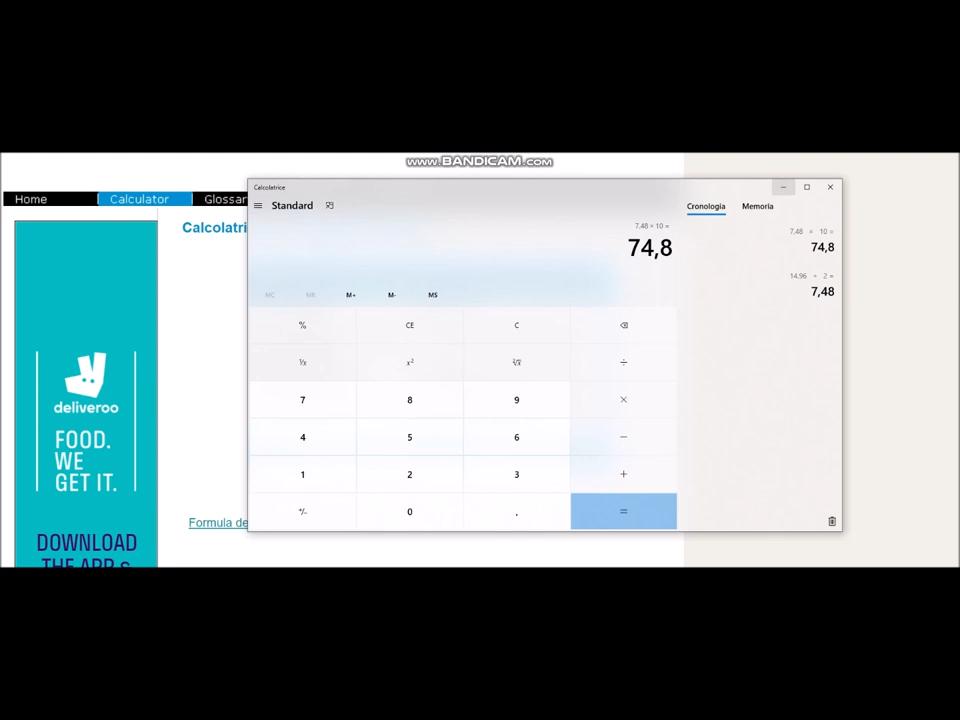 www.BANDICAM.com
Home
Calculator
Glossar
Calcolatri
deliveroo
FOOD.
WE
GET IT.
DOWNLOAD
THE APP
Formula de
Calcolatrice
Standard
7,48 × 10 =
74,8
MC MR M+ M- MS
% CE C
¹/x x² ²√x ÷
7 8 9 ×
4 5 6 −
1 2 3 +
+/− 0 . =
Cronologia Memoria
7,48 × 10 =
74,8
14,96 ÷ 2 =
7,48